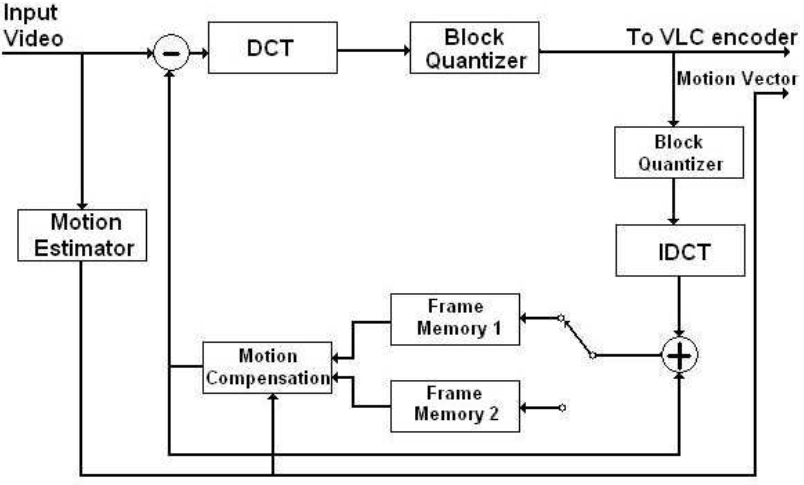 Input
Video
−
DCT
Block
Quantizer
To VLC encoder
Motion Vector
Block
Quantizer
Motion
Estimator
IDCT
Frame
Memory 1
Motion
Compensation
+
Frame
Memory 2